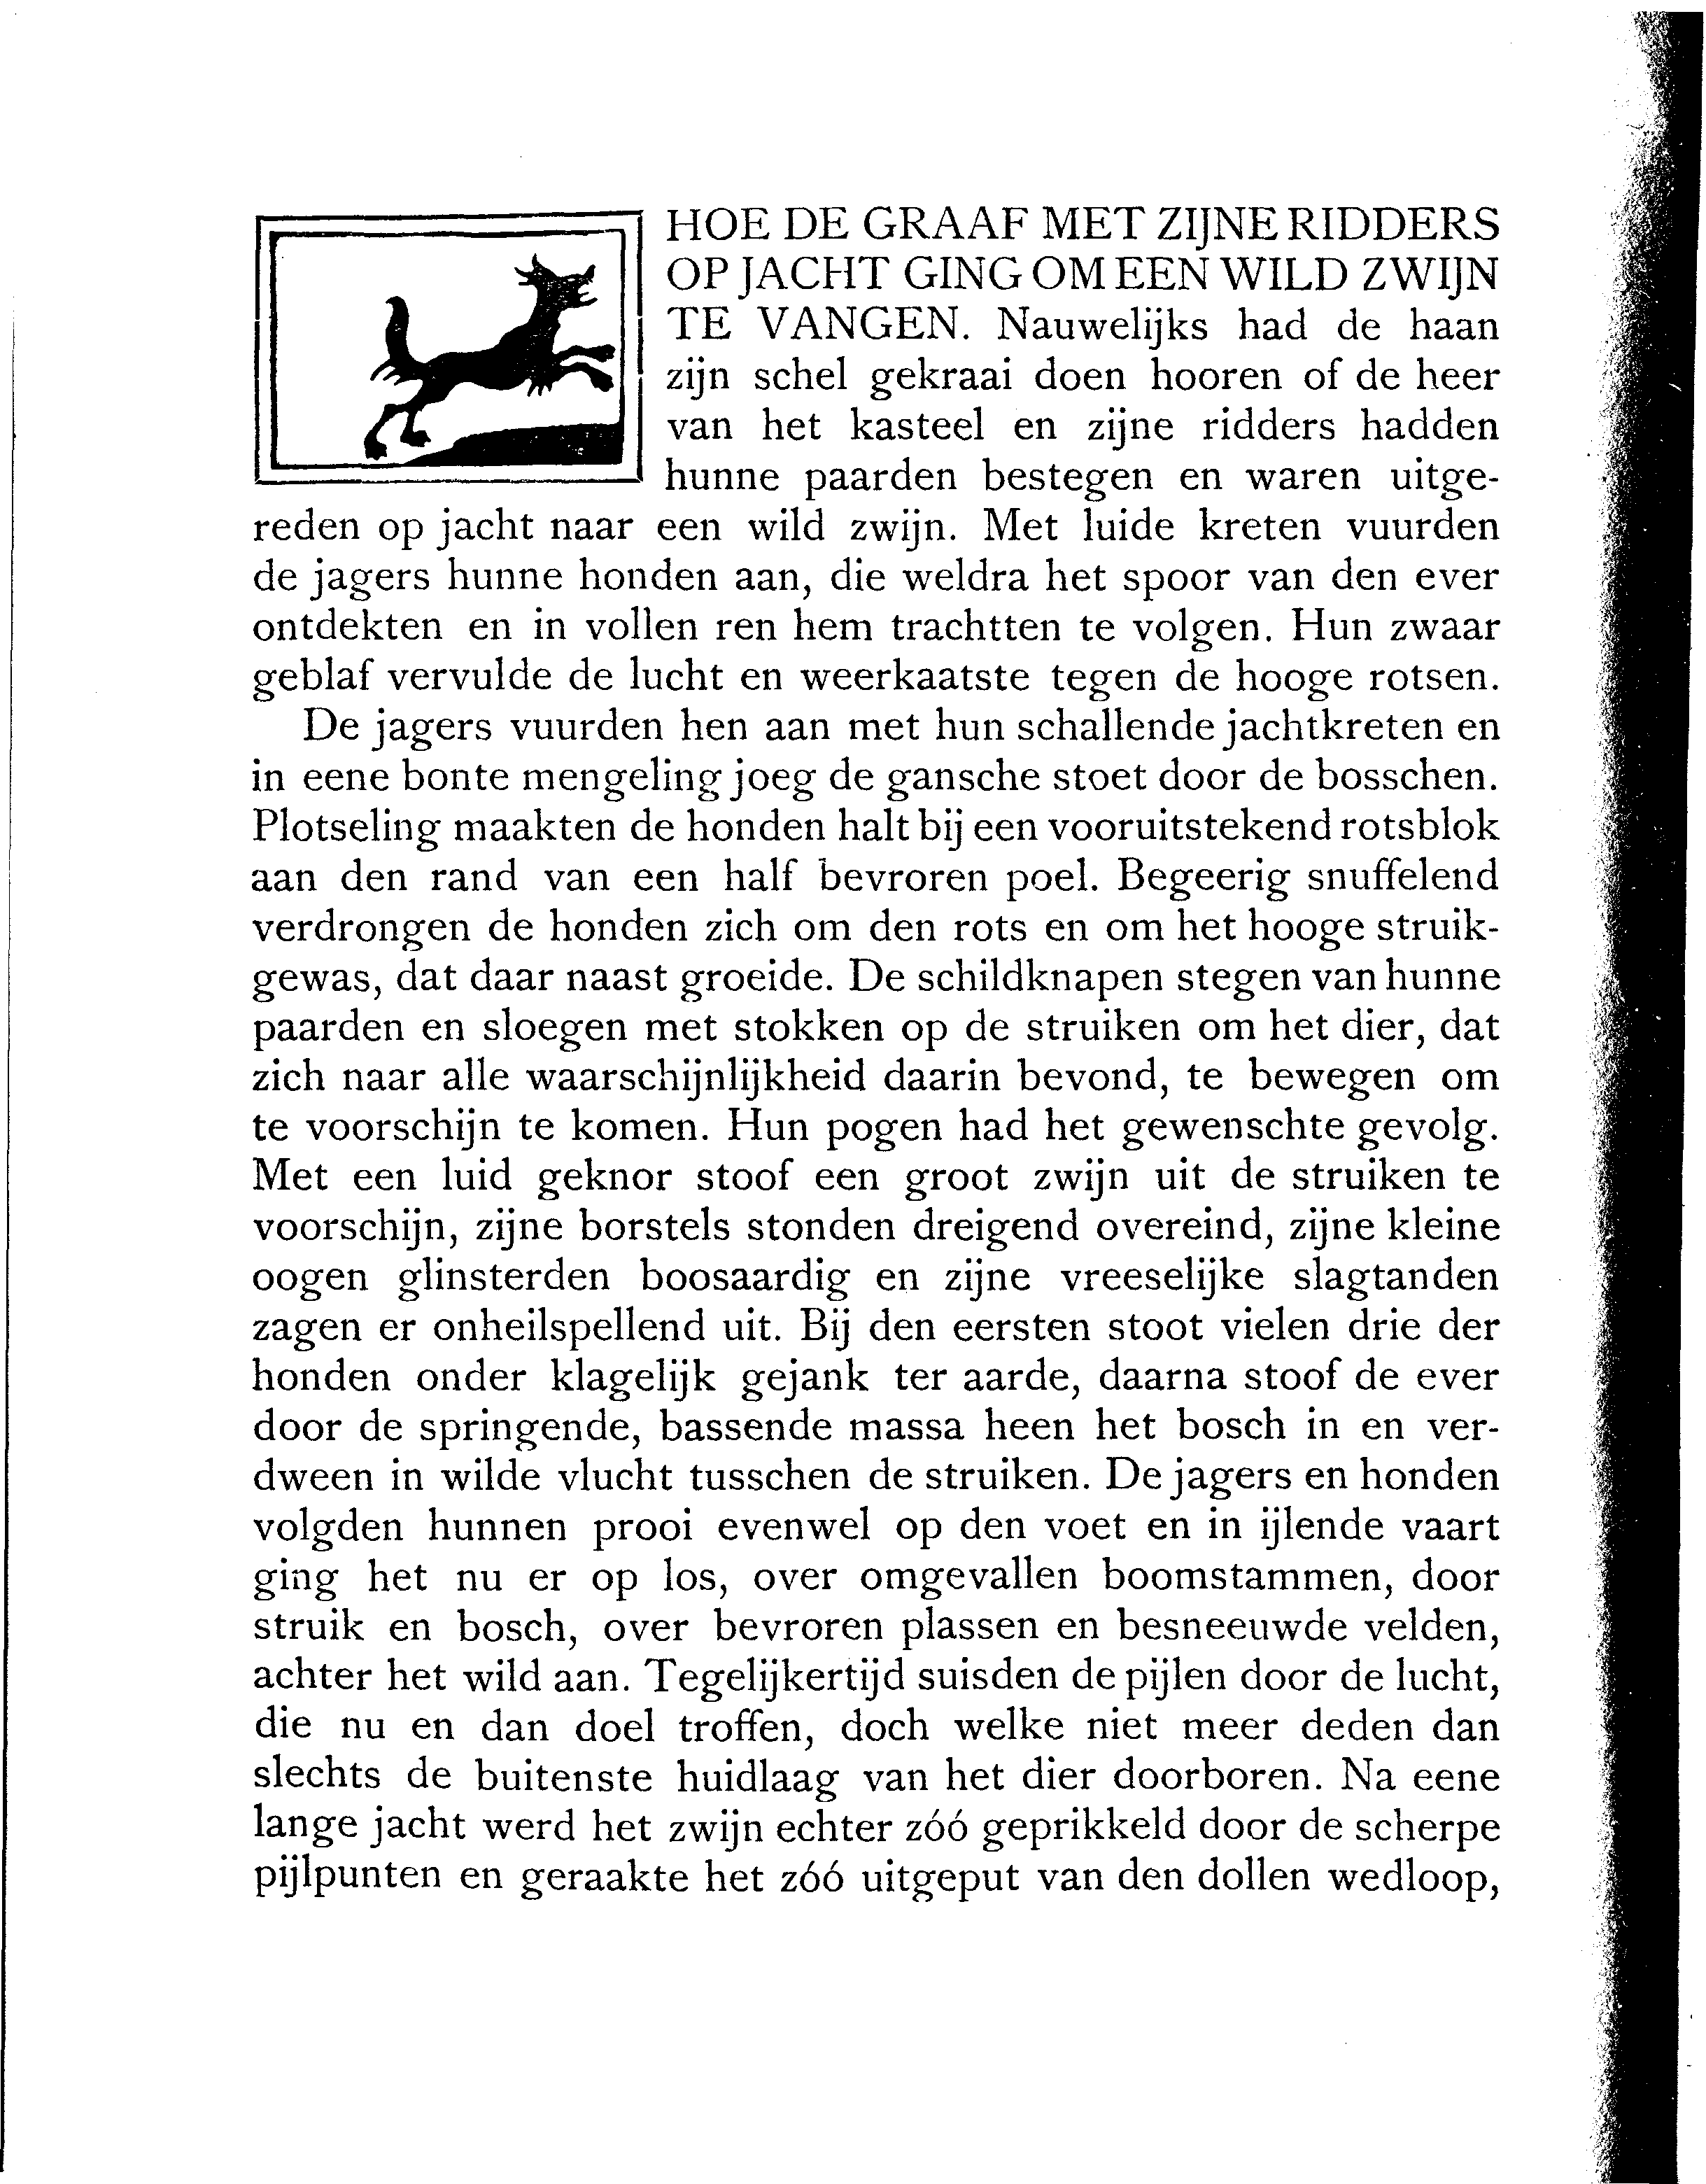 HOE DE GRAAF MET ZIJNE RIDDERS
OP JACHT GING OM EEN WILD ZWIJN
TE VANGEN. Nauwelijks had de haan
zijn schel gekraai doen hooren of de heer
van het kasteel en zijne ridders hadden
hunne paarden bestegen en waren uitge-
reden op jacht naar een wild zwijn. Met luide kreten vuurden
de jagers hunne honden aan, die weldra het spoor van den ever
ontdekten en in vollen ren hem trachtten te volgen. Hun zwaar
geblaf vervulde de lucht en weerkaatste tegen de hooge rotsen.
De jagers vuurden hen aan met hun schallende jachtkreten en
in eene bonte mengeling joeg de gansche stoet door de bosschen.
Plotseling maakten de honden halt bij een vooruitstekend rotsblok
aan den rand van een half bevroren poel. Begeerig snuffelend
verdrongen de honden zich om den rots en om het hooge struik-
gewas, dat daar naast groeide. De schildknapen stegen van hunne
paarden en sloegen met stokken op de struiken om het dier, dat
zich naar alle waarschijnlijkheid daarin bevond, te bewegen om
te voorschijn te komen. Hun pogen had het gewenschte gevolg.
Met een luid geknor stoof een groot zwijn uit de struiken te
voorschijn, zijne borstels stonden dreigend overeind, zijne kleine
oogen glinsterden boosaardig en zijne vreeselijke slagtanden
zagen er onheilspellend uit. Bij den eersten stoot vielen drie der
honden onder klagelijk gejank ter aarde, daarna stoof de ever
door de springende, bassende massa heen het bosch in en ver-
dween in wilde vlucht tusschen de struiken. De jagers en honden
volgden hunnen prooi evenwel op den voet en in ijlende vaart
ging het nu er op los, over omgevallen boomstammen, door
struik en bosch, over bevroren plassen en besneeuwde velden,
achter het wild aan. Tegelijkertijd suisden de pijlen door de lucht,
die nu en dan doel troffen, doch welke niet meer deden dan
slechts de buitenste huidlaag van het dier doorboren. Na eene
lange jacht werd het zwijn echter zóó geprikkeld door de scherpe
pijlpunten en geraakte het zóó uitgeput van den dollen wedloop,